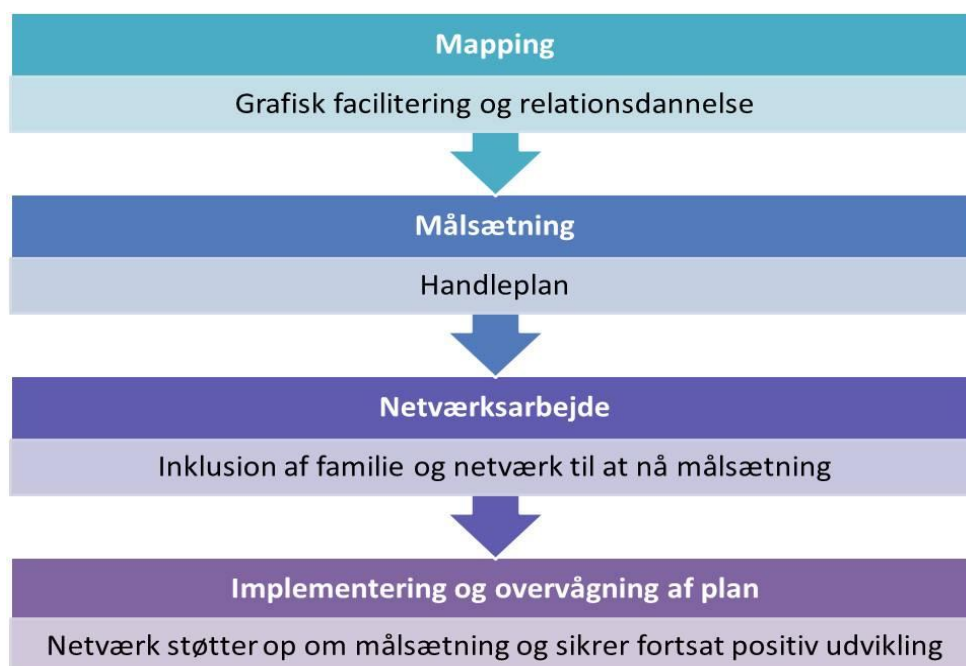 Mapping
Grafisk facilitering og relationsdannelse
Målsætning
Handleplan
Netværksarbejde
Inklusion af familie og netværk til at nå målsætning
Implementering og overvågning af plan
Netværk støtter op om målsætning og sikrer fortsat positiv udvikling